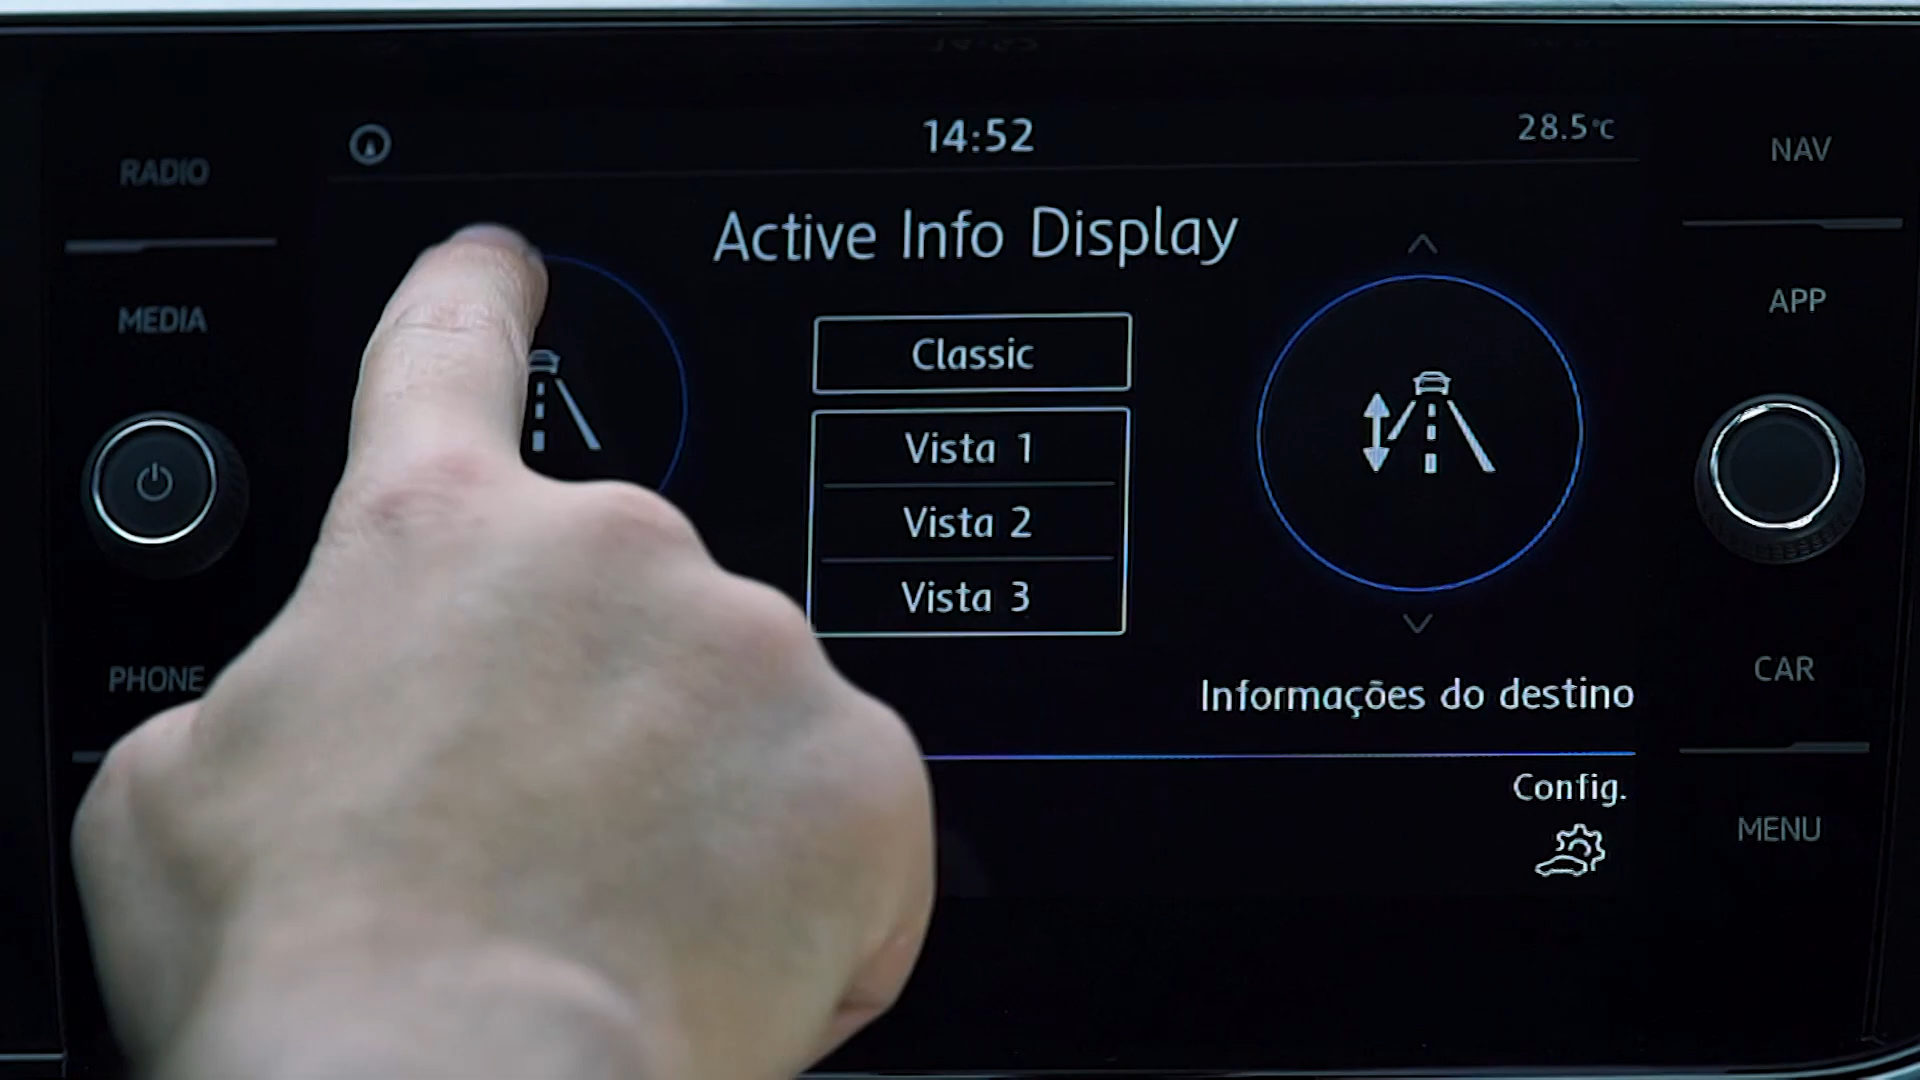 14:52
28.5°C
RADIO
MEDIA
PHONE
Active Info Display
Classic
Vista 1
Vista 2
Vista 3
Informações do destino
Config.
NAV
APP
CAR
MENU